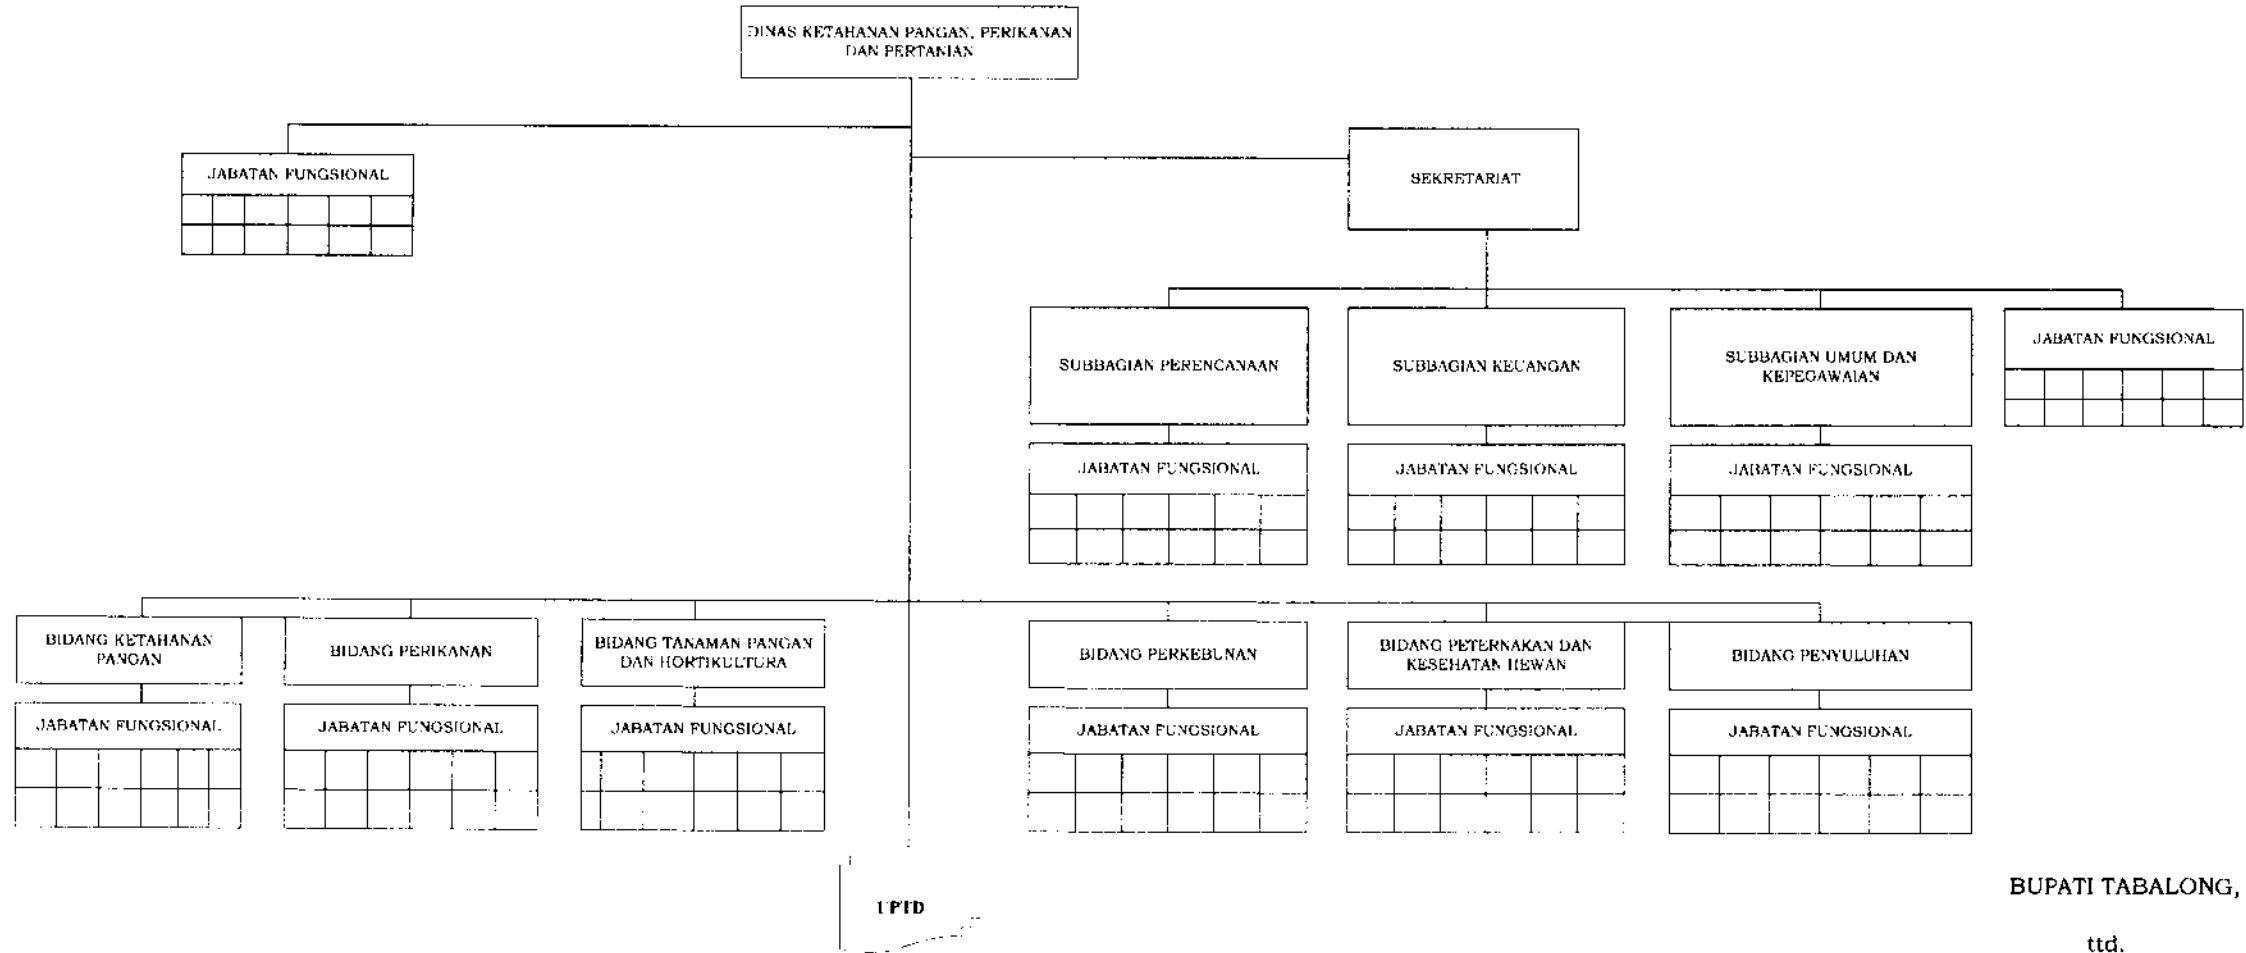 DINAS KETAHANAN PANGAN, PERIKANAN
DAN PERTANIAN
JABATAN FUNGSIONAL
SEKRETARIAT
SUBBAGIAN PERENCANAAN
SUBBAGIAN KEUANGAN
SUBBAGIAN UMUM DAN
KEPEGAWAIAN
JABATAN FUNGSIONAL
JABATAN FUNGSIONAL
JABATAN FUNGSIONAL
JABATAN FUNGSIONAL
BIDANG KETAHANAN
PANGAN
BIDANG PERIKANAN
BIDANG TANAMAN PANGAN
DAN HORTIKULTURA
BIDANG PERKEBUNAN
BIDANG PETERNAKAN DAN
KESEHATAN HEWAN
BIDANG PENYULUHAN
JABATAN FUNGSIONAL
JABATAN FUNGSIONAL
JABATAN FUNGSIONAL
JABATAN FUNGSIONAL
JABATAN FUNGSIONAL
JABATAN FUNGSIONAL
UPTD
BUPATI TABALONG,
ttd.